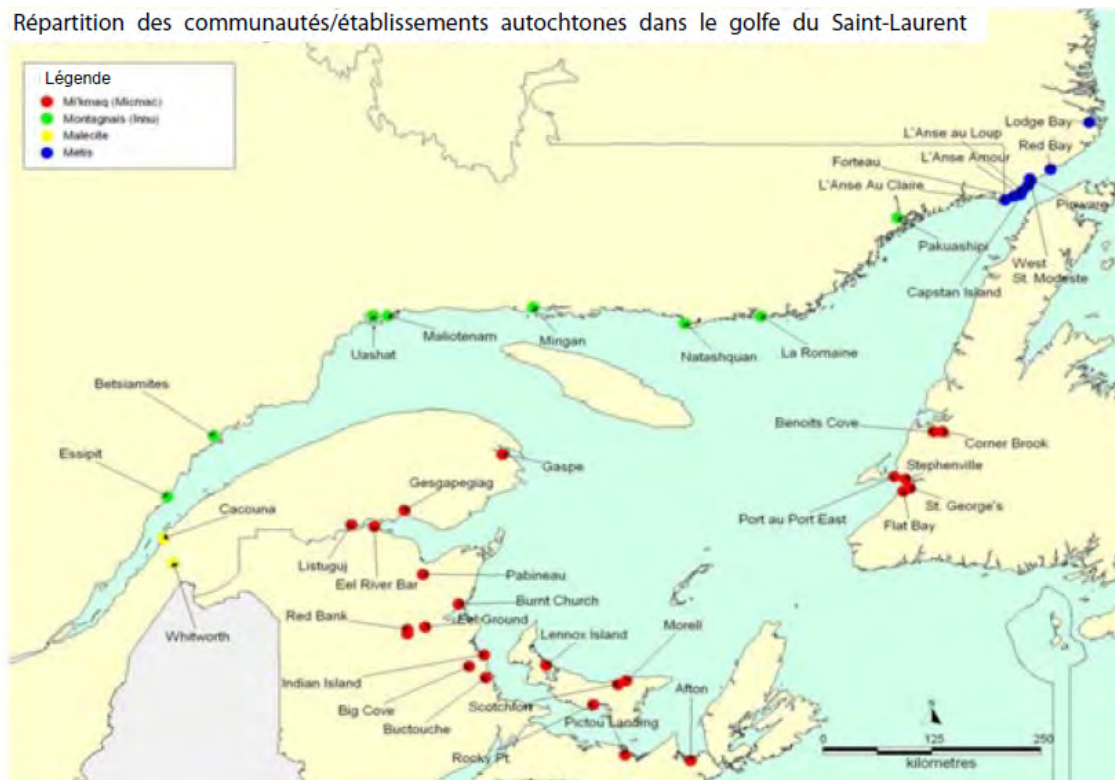 Répartition des communautés/établissements autochtones dans le golfe du Saint-Laurent
Légende
Mi'kmaq (Micmac)
Montagnais (Innu)
Malecite
Metis
Lodge Bay
L'Anse au Loup
Red Bay
L'Anse Amour
Forteau
L'Anse Au Claire
Pinware
Pakuashipi
West
St. Modeste
Capstan Island
Uashat
Maliotenam
Mingan
Natashquan
La Romaine
Betsiamites
Benoits Cove
Corner Brook
Essipit
Gaspe
Stephenville
Gesgapegiag
Cacouna
St. George's
Port au Port East
Flat Bay
Listuguj
Eel River Bar
Pabineau
Burnt Church
Red Bank
Eel Ground
Morell
Whitworth
Lennox Island
Indian Island
Afton
Big Cove
Scotchfort
Buctouche
Pictou Landing
Rocky Pt.
N
0 125 250
kilometres